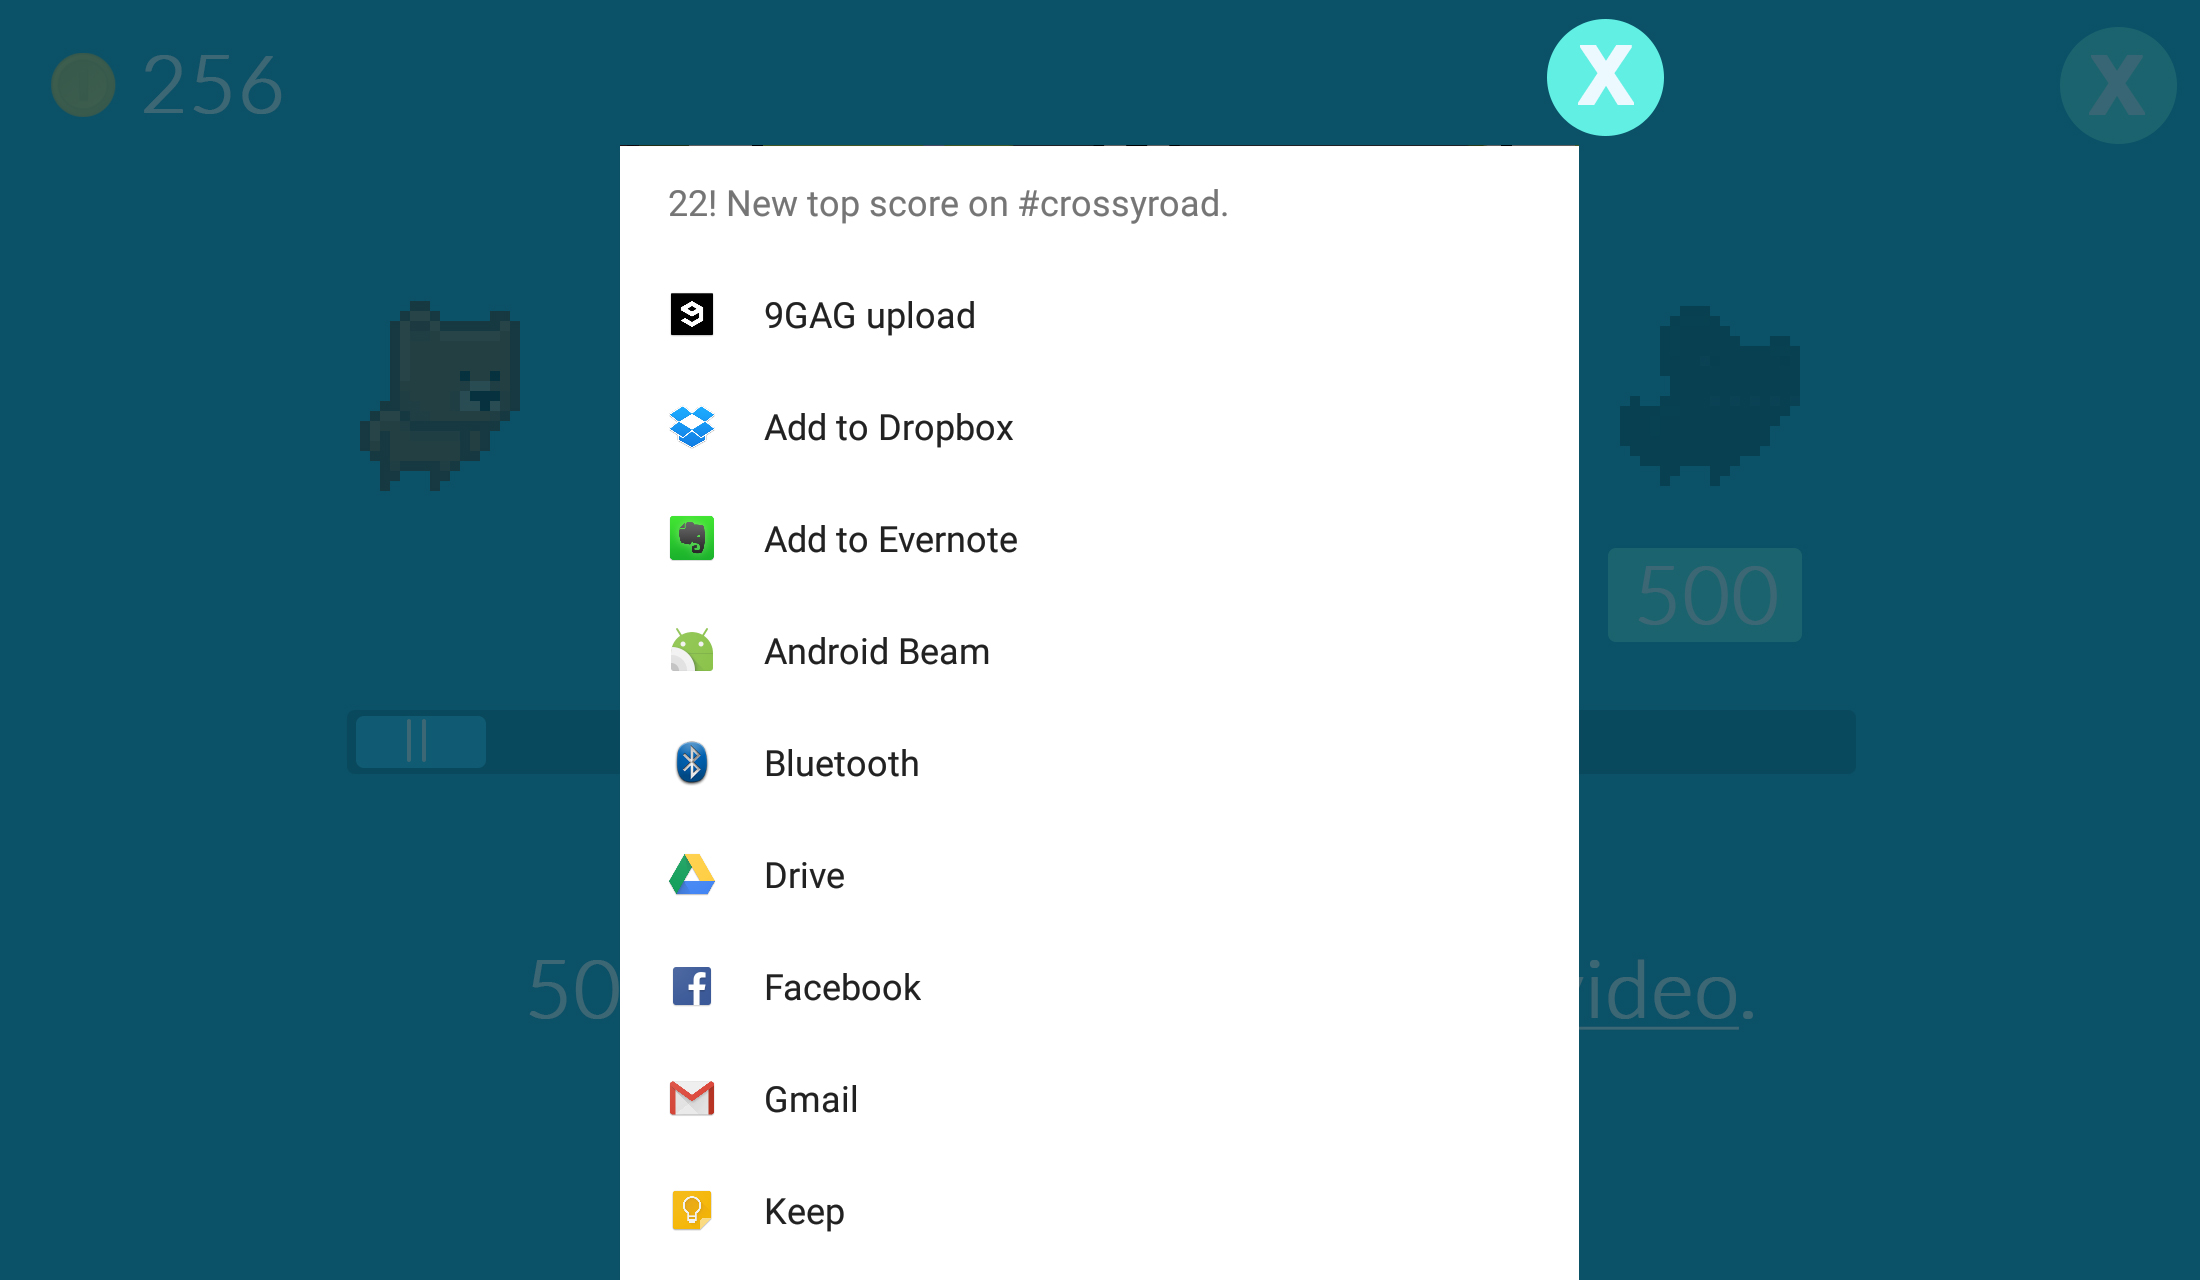 256
X
X
22! New top score on #crossyroad.
9GAG upload
Add to Dropbox
Add to Evernote
Android Beam
500
Bluetooth
Drive
50
video.
Facebook
Gmail
Keep